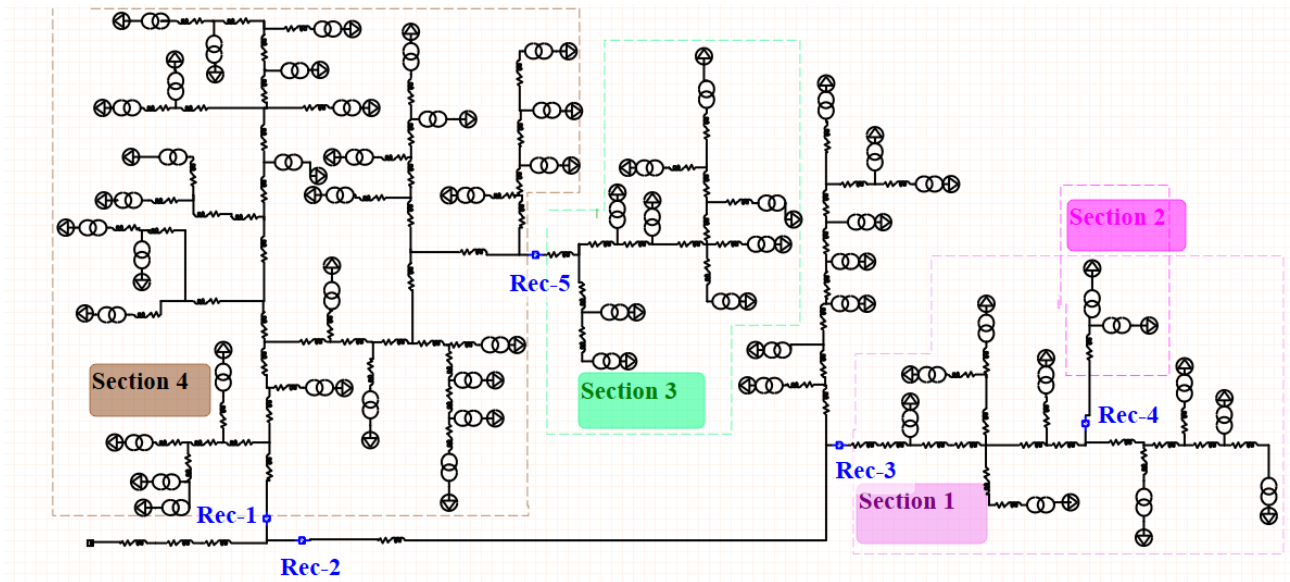 Section 2
Rec-5
Section 4
Section 3
Rec-4
Rec-3
Section 1
Rec-1
Rec-2